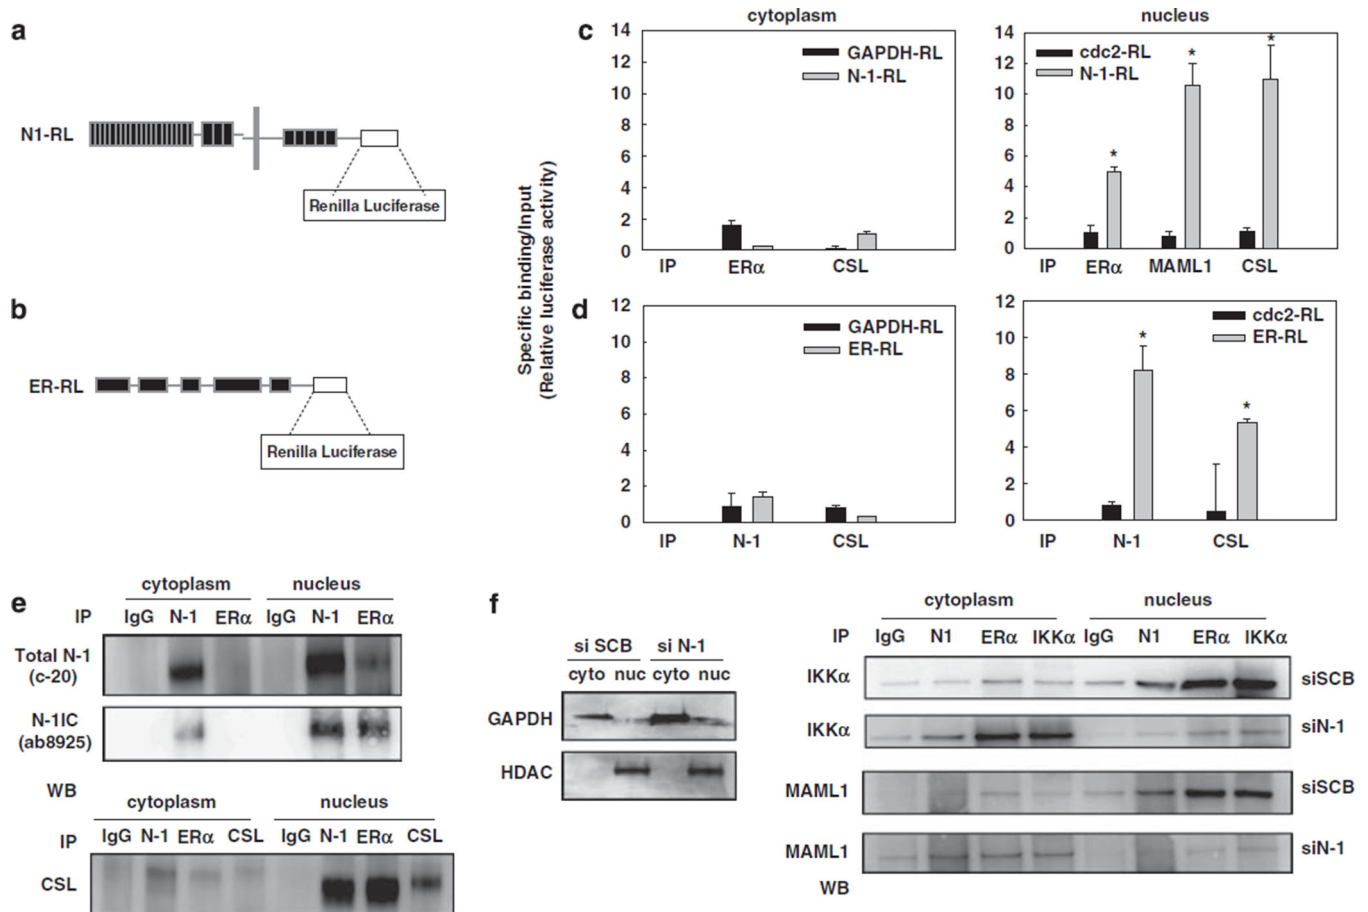 a
N1-RL
Renilla Luciferase
b
ER-RL
Renilla Luciferase
Specific binding/Input
(Relative luciferase activity)
c
cytoplasm
14
12
10
8
6
4
2
0
GAPDH-RL
N-1-RL
IP ERα CSL
nucleus
14
12
10
8
6
4
2
0
cdc2-RL
N-1-RL
* * *
IP ERα MAML1 CSL
d
12
10
8
6
4
2
0
GAPDH-RL
ER-RL
IP N-1 CSL
12
10
8
6
4
2
0
cdc2-RL
ER-RL
* *
IP N-1 CSL
e
cytoplasm nucleus
IP IgG N-1 ERα IgG N-1 ERα
Total N-1
(c-20)
N-1IC
(ab8925)
WB
cytoplasm nucleus
IP IgG N-1 ERα CSL IgG N-1 ERα CSL
CSL
f
si SCB si N-1
cyto nuc cyto nuc
GAPDH
HDAC
cytoplasm nucleus
IP IgG N1 ERα IKKα IgG N1 ERα IKKα
IKKα siSCB
IKKα siN-1
MAML1 siSCB
MAML1 siN-1
WB